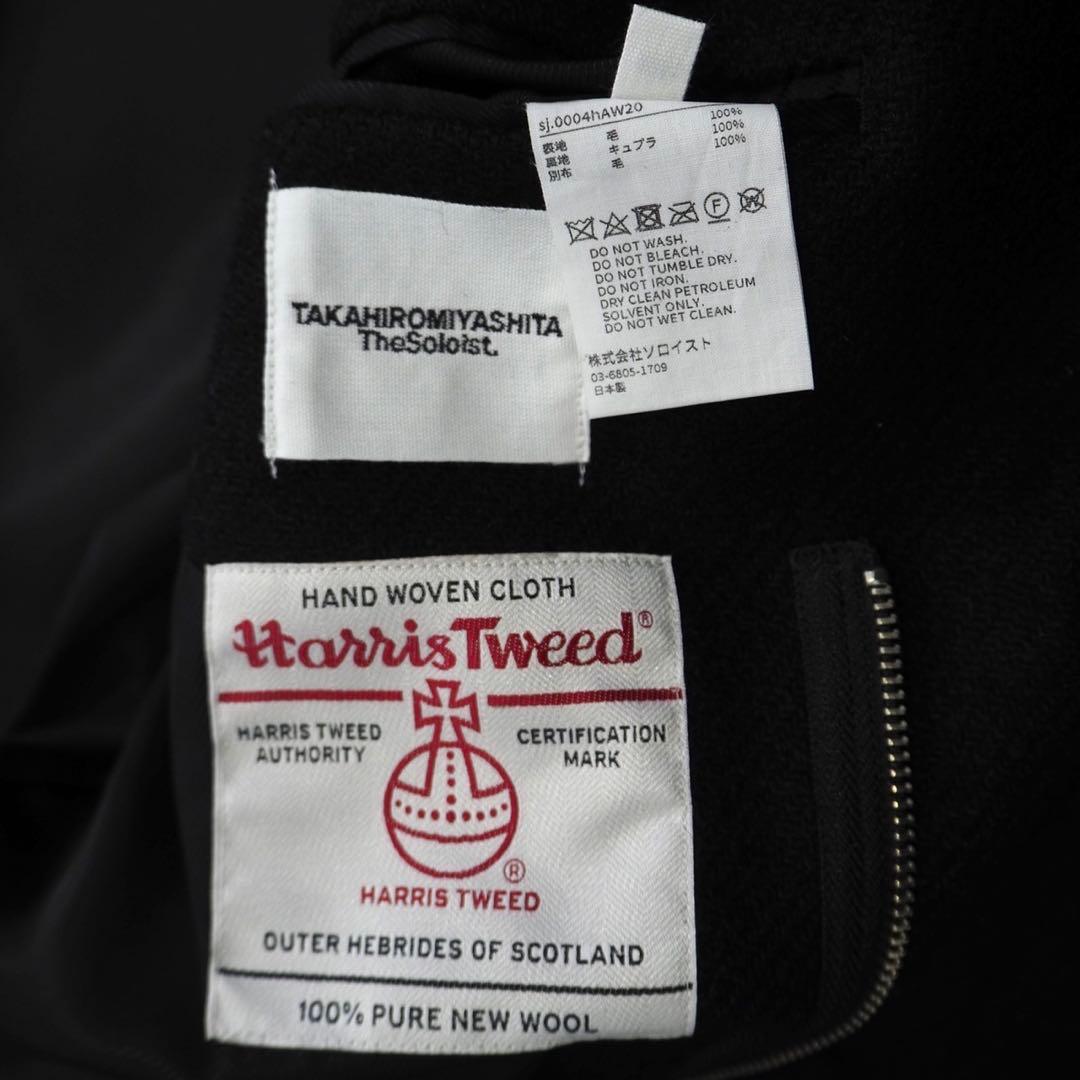 sj.0004hAW20
表地 毛 100%
裏地 キュプラ 100%
別布 毛 100%
DO NOT WASH.
DO NOT BLEACH.
DO NOT TUMBLE DRY.
DO NOT IRON.
DRY CLEAN PETROLEUM
SOLVENT ONLY.
DO NOT WET CLEAN.
株式会社ソロイスト
03-6805-1709
日本製
TAKAHIROMIYASHITA
TheSoloist.
HAND WOVEN CLOTH
Harris Tweed®
HARRIS TWEED
AUTHORITY
CERTIFICATION
MARK
®
HARRIS TWEED
OUTER HEBRIDES OF SCOTLAND
100% PURE NEW WOOL